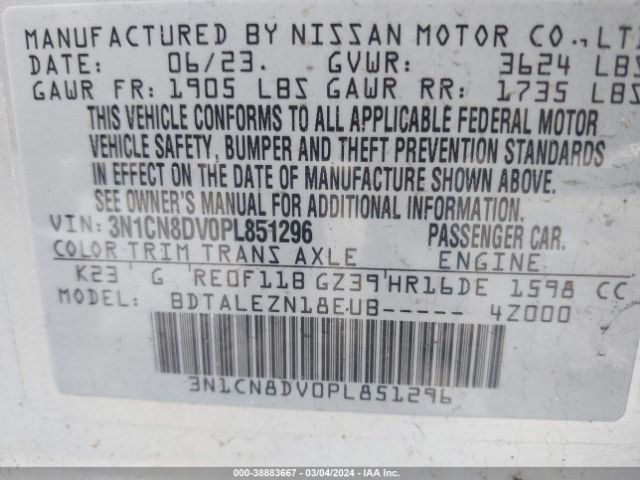 MANUFACTURED BY NISSAN MOTOR CO., LT
DATE: 06/23. GVWR: 3624 LBS
GAWR FR: 1905 LBS GAWR RR: 1735 LBS
THIS VEHICLE CONFORMS TO ALL APPLICABLE FEDERAL MOTOR
VEHICLE SAFETY, BUMPER AND THEFT PREVENTION STANDARDS
IN EFFECT ON THE DATE OF MANUFACTURE SHOWN ABOVE.
SEE OWNER'S MANUAL FOR ADDITIONAL INFORMATION.
VIN: 3N1CN8DV0PL851296 PASSENGER CAR.
COLOR TRIM TRANS AXLE ENGINE
K23 G RE0F11B GZ39 HR16DE 1598 CC
MODEL: BDTALEZN18EUB----- 4Z000
3N1CN8DV0PL851296
000-38883667 - 03/04/2024 - IAA, Inc.